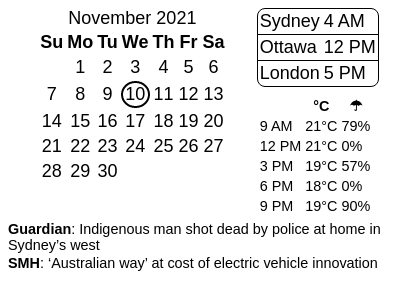 November 2021
Su Mo Tu We Th Fr Sa
1 2 3 4 5 6
7 8 9 10 11 12 13
14 15 16 17 18 19 20
21 22 23 24 25 26 27
28 29 30
Sydney 4 AM
Ottawa 12 PM
London 5 PM
°C ☂
9 AM 21°C 79%
12 PM 21°C 0%
3 PM 19°C 57%
6 PM 18°C 0%
9 PM 19°C 90%
Guardian: Indigenous man shot dead by police at home in
Sydney’s west
SMH: ‘Australian way’ at cost of electric vehicle innovation